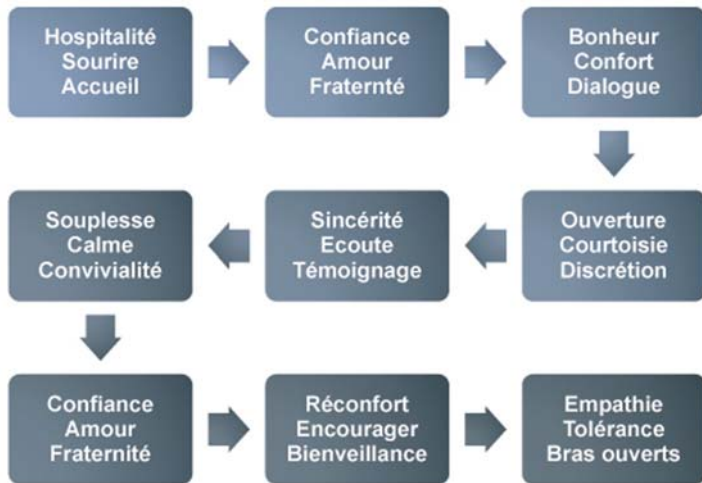 Hospitalité
Sourire
Accueil
Confiance
Amour
Fraternté
Bonheur
Confort
Dialogue
Ouverture
Courtoisie
Discrétion
Sincérité
Ecoute
Témoignage
Souplesse
Calme
Convivialité
Confiance
Amour
Fraternité
Réconfort
Encourager
Bienveillance
Empathie
Tolérance
Bras ouverts